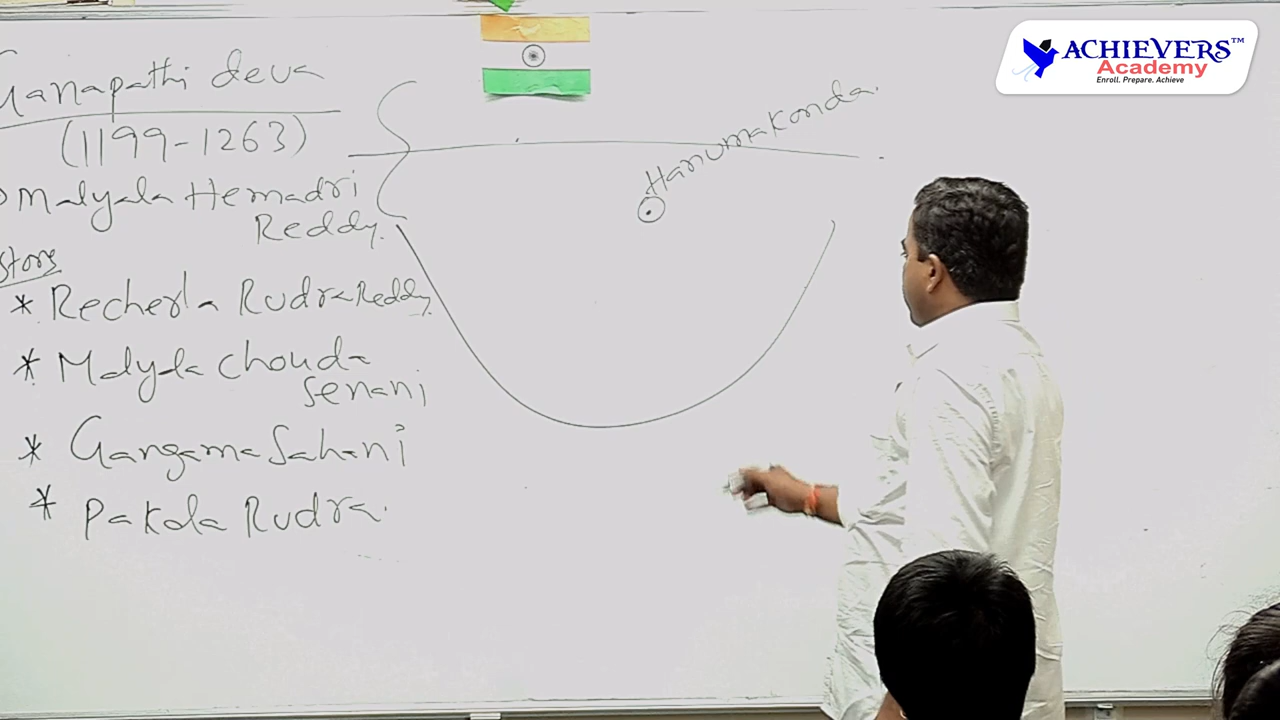 Ganapathi deva
(1199-1263)
Malyala Hemadri
Reddy.
* Recherla Rudra Reddy
* Malyala Chouda
Senani
* Gangama Sahani
* Pakala Rudra.
Hanumakonda.
ACHIEVERS™
Academy
Enroll. Prepare. Achieve